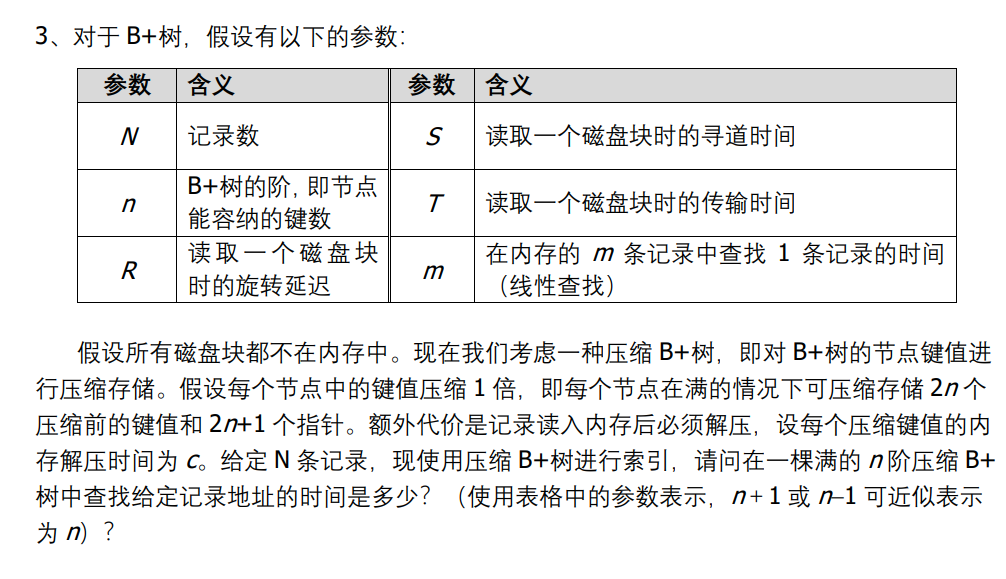 3、对于 B+树，假设有以下的参数：
参数 含义 参数 含义
N 记录数 S 读取一个磁盘块时的寻道时间
n B+树的阶, 即节点能容纳的键数 T 读取一个磁盘块时的传输时间
R 读取一个磁盘块时的旋转延迟 m 在内存的 m 条记录中查找 1 条记录的时间（线性查找）
假设所有磁盘块都不在内存中。现在我们考虑一种压缩 B+树，即对 B+树的节点键值进
行压缩存储。假设每个节点中的键值压缩 1 倍，即每个节点在满的情况下可压缩存储 2n 个
压缩前的键值和 2n+1 个指针。额外代价是记录读入内存后必须解压，设每个压缩键值的内
存解压时间为 c。给定 N 条记录，现使用压缩 B+树进行索引，请问在一棵满的 n 阶压缩 B+
树中查找给定记录地址的时间是多少？（使用表格中的参数表示，n + 1 或 n–1 可近似表示
为 n）？